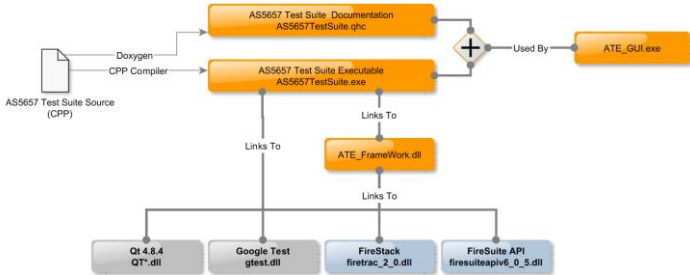 AS5657 Test Suite Documentation
AS5657TestSuite.qhc
Doxygen
CPP Compiler
AS5657 Test Suite Source
(CPP)
AS5657 Test Suite Executable
AS5657TestSuite.exe
Used By
ATE_GUI.exe
Links To
Links To
ATE_FrameWork.dll
Links To
Qt 4.8.4
QT*.dll
Google Test
gtest.dll
FireStack
firetrac_2_0.dll
FireSuite API
firesuiteapiv6_0_5.dll